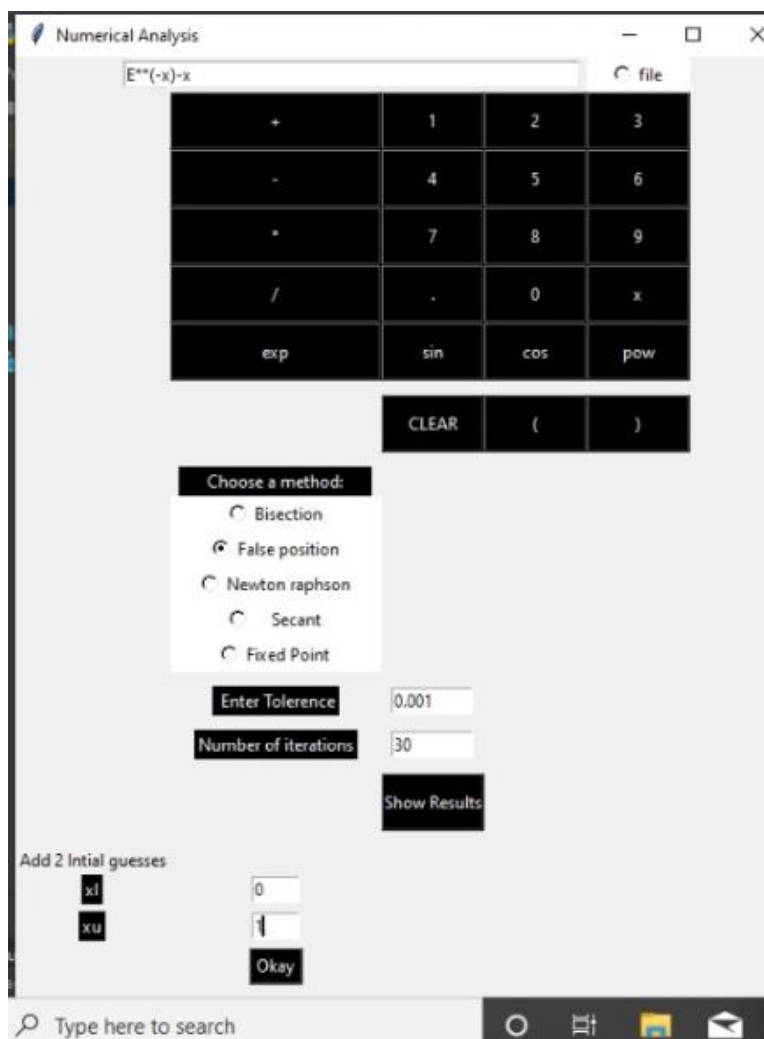 Numerical Analysis
E**(-x)-x file
+ 1 2 3
- 4 5 6
* 7 8 9
/ . 0 x
exp sin cos pow
CLEAR ( )
Choose a method:
Bisection
False position
Newton raphson
Secant
Fixed Point
Enter Tolerence 0.001
Number of iterations 30
Show Results
Add 2 Intial guesses
xl 0
xu 1
Okay
Type here to search